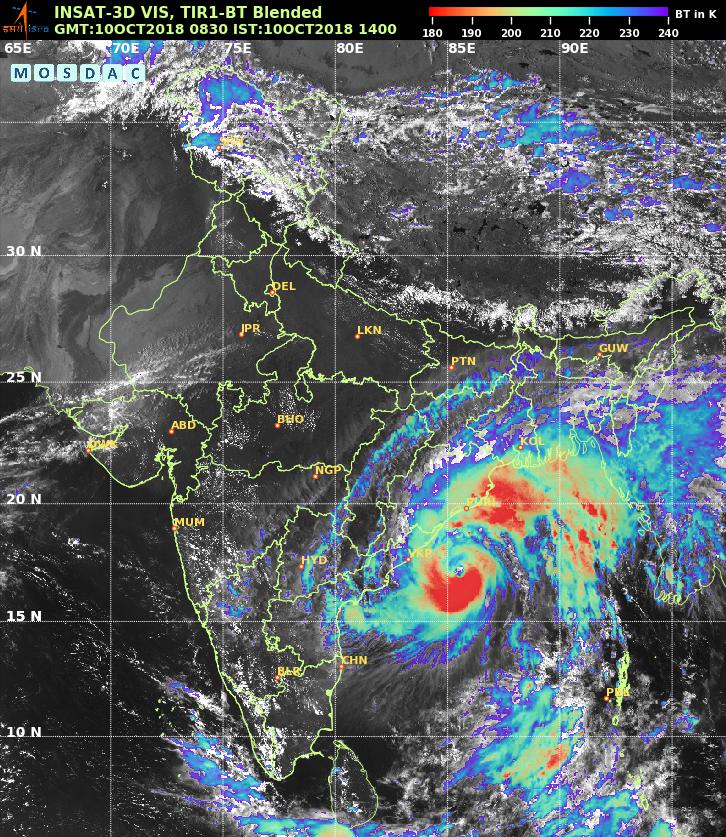 INSAT-3D VIS, TIR1-BT Blended
GMT:10OCT2018 0830 IST:10OCT2018 1400
BT in K
180 190 200 210 220 230 240
65E 70E 75E 80E 85E 90E
MOSDAC
30 N
DEL
JPR
LKN
GUW
PTN
25 N
BHO
ABD
KOL
NGP
20 N
PURI
MUM
VKP
HYD
15 N
CHN
BLR
PBL
10 N